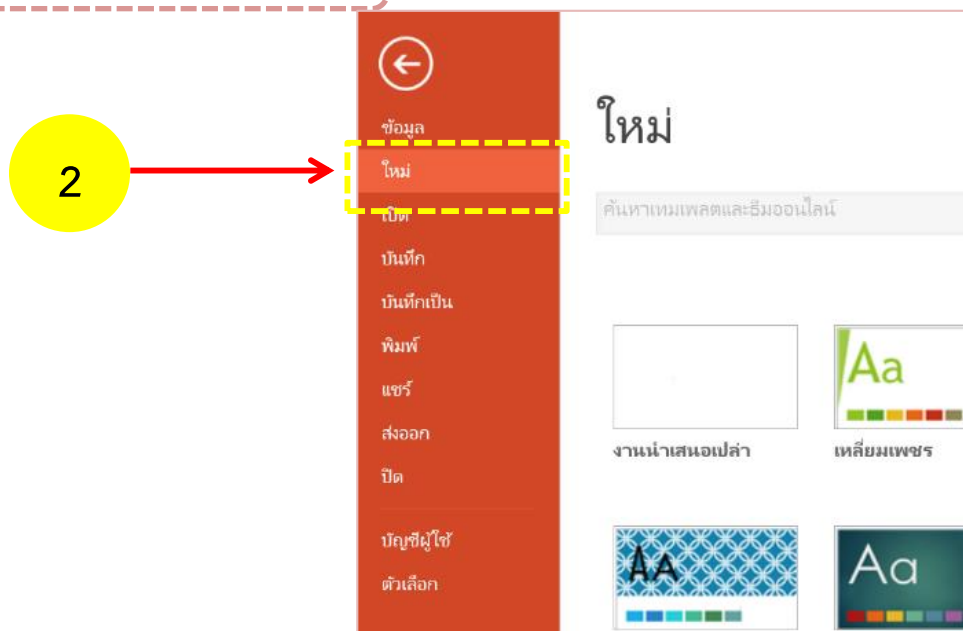 ข้อมูล
ใหม่
2
ใหม่
เปิด
ค้นหาเทมเพลตและธีมออนไลน์
บันทึก
บันทึกเป็น
พิมพ์
Aa
แชร์
ส่งออก
งานนำเสนอเปล่า
เหลี่ยมเพชร
ปิด
บัญชีผู้ใช้
AA
Aa
ตัวเลือก